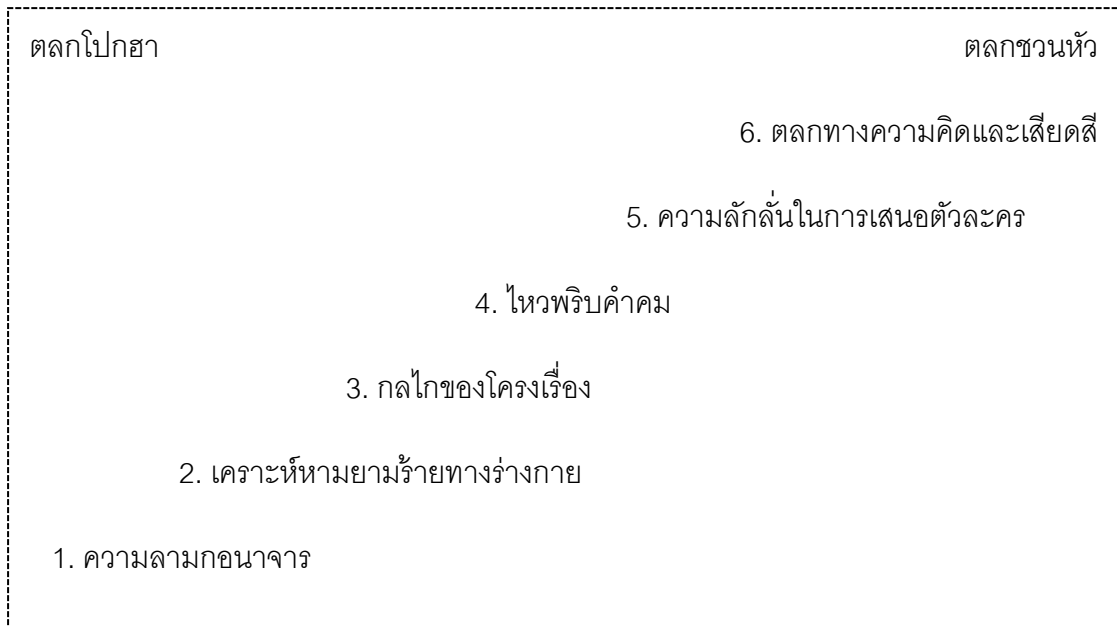 ตลกโปกฮา ตลกชวนหัว
6. ตลกทางความคิดและเสียดสี
5. ความลักลั่นในการเสนอตัวละคร
4. ไหวพริบคำคม
3. กลไกของโครงเรื่อง
2. เคราะห์หามยามร้ายทางร่างกาย
1. ความลามกอนาจาร